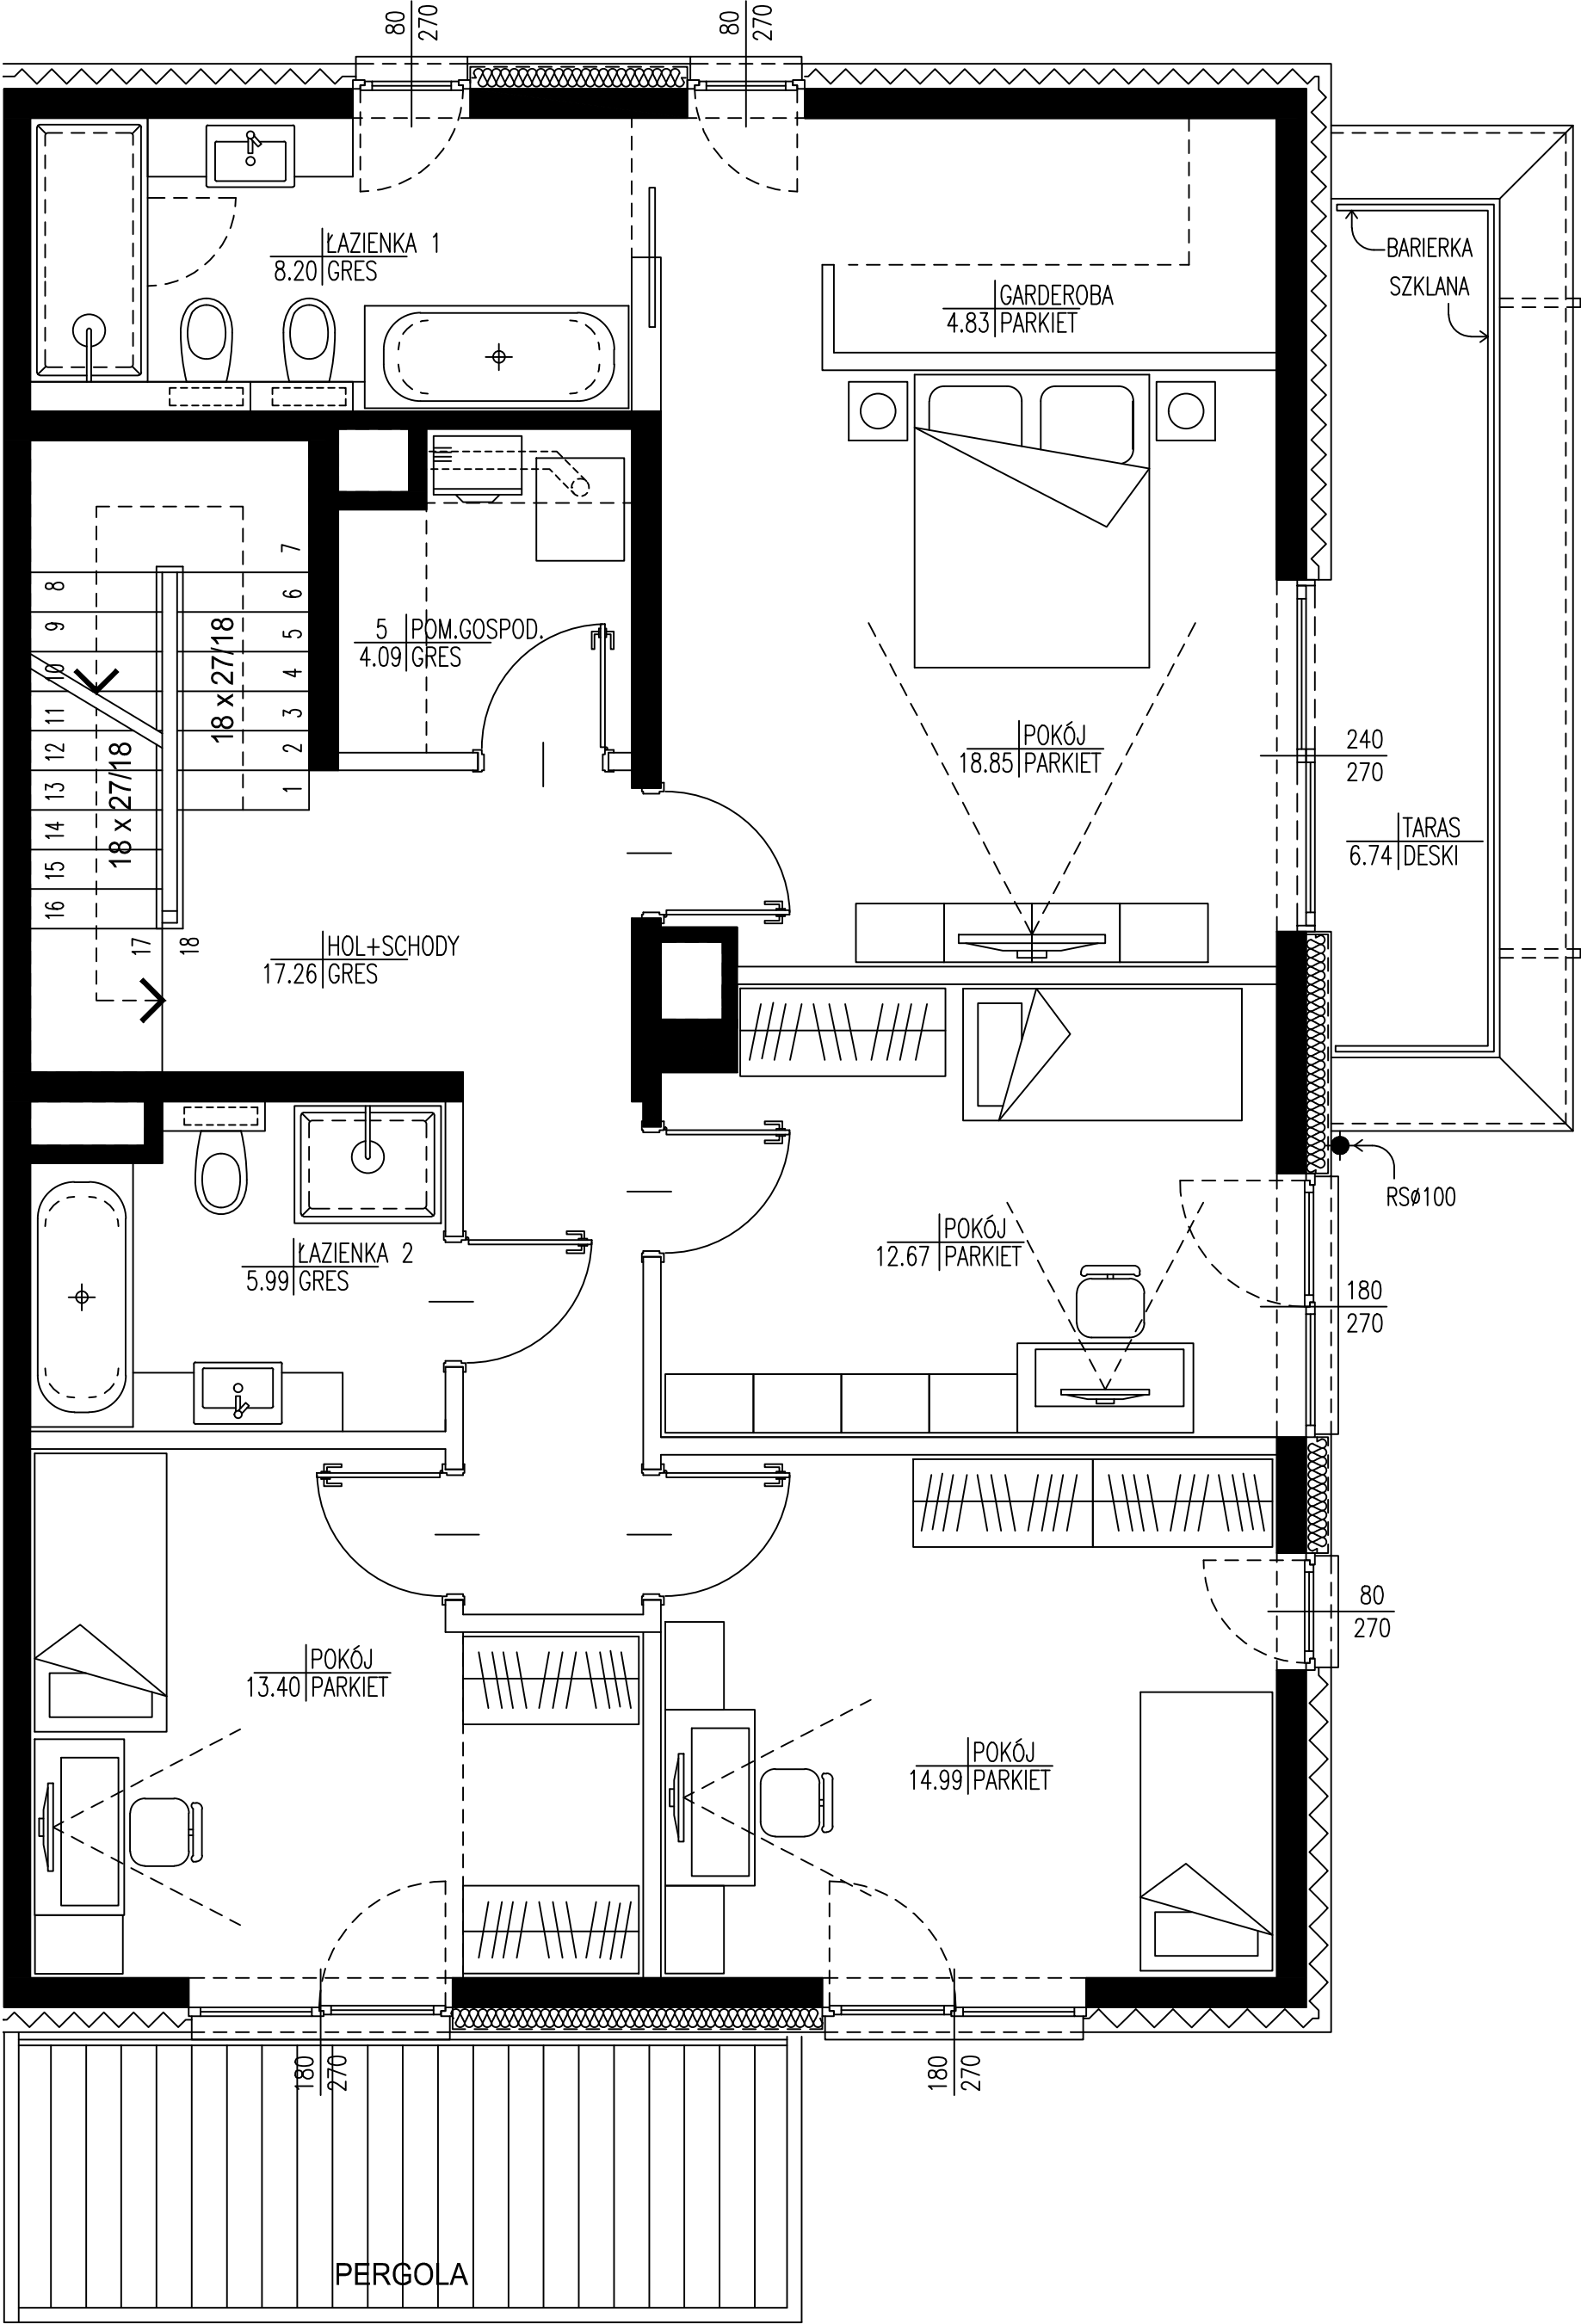 80
270
80
270
ŁAZIENKA 1
8.20 GRES
BARIERKA
SZKLANA
GARDEROBA
4.83 PARKIET
7
8
6
9
5
10
4
11
3
12
2
13
1
14
15
16
17
18
18 x 27/18
18 x 27/18
5 POM.GOSPOD.
4.09 GRES
POKÓJ
18.85 PARKIET
240
270
TARAS
6.74 DESKI
HOL+SCHODY
17.26 GRES
RSø100
POKÓJ
12.67 PARKIET
ŁAZIENKA 2
5.99 GRES
180
270
80
270
POKÓJ
13.40 PARKIET
POKÓJ
14.99 PARKIET
180
270
180
270
PERGOLA